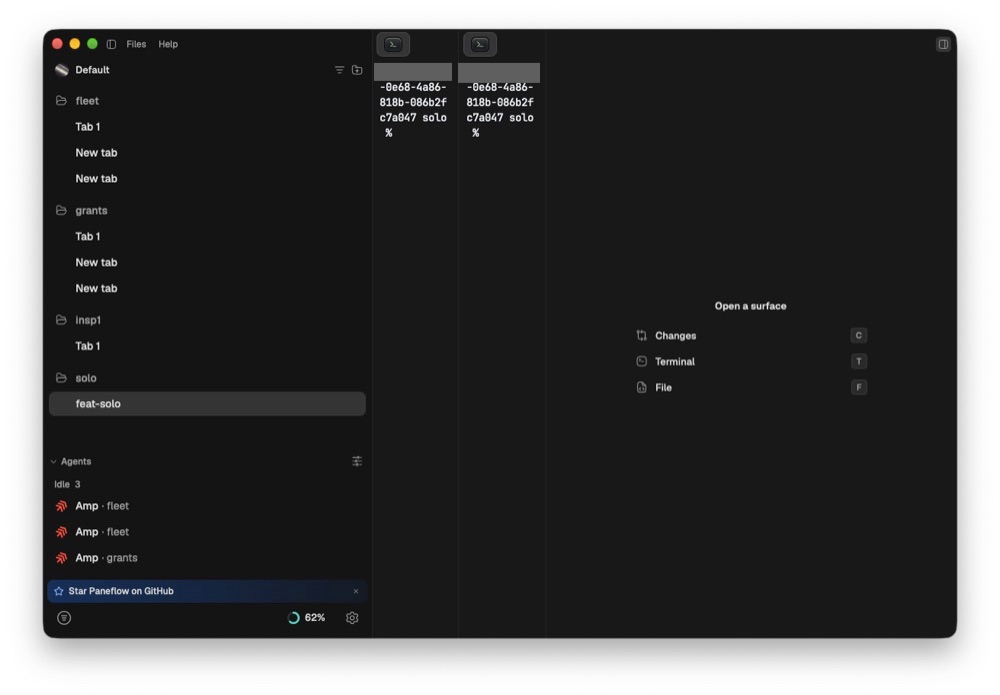 Files Help
Default
fleet
Tab 1
New tab
New tab
grants
Tab 1
New tab
New tab
insp1
Tab 1
solo
feat-solo
Agents
Idle 3
Amp · fleet
Amp · fleet
Amp · grants
Star Paneflow on GitHub
62%
-0e68-4a86-
818b-086b2f
c7a047 solo
%
-0e68-4a86-
818b-086b2f
c7a047 solo
%
Open a surface
Changes C
Terminal T
File F